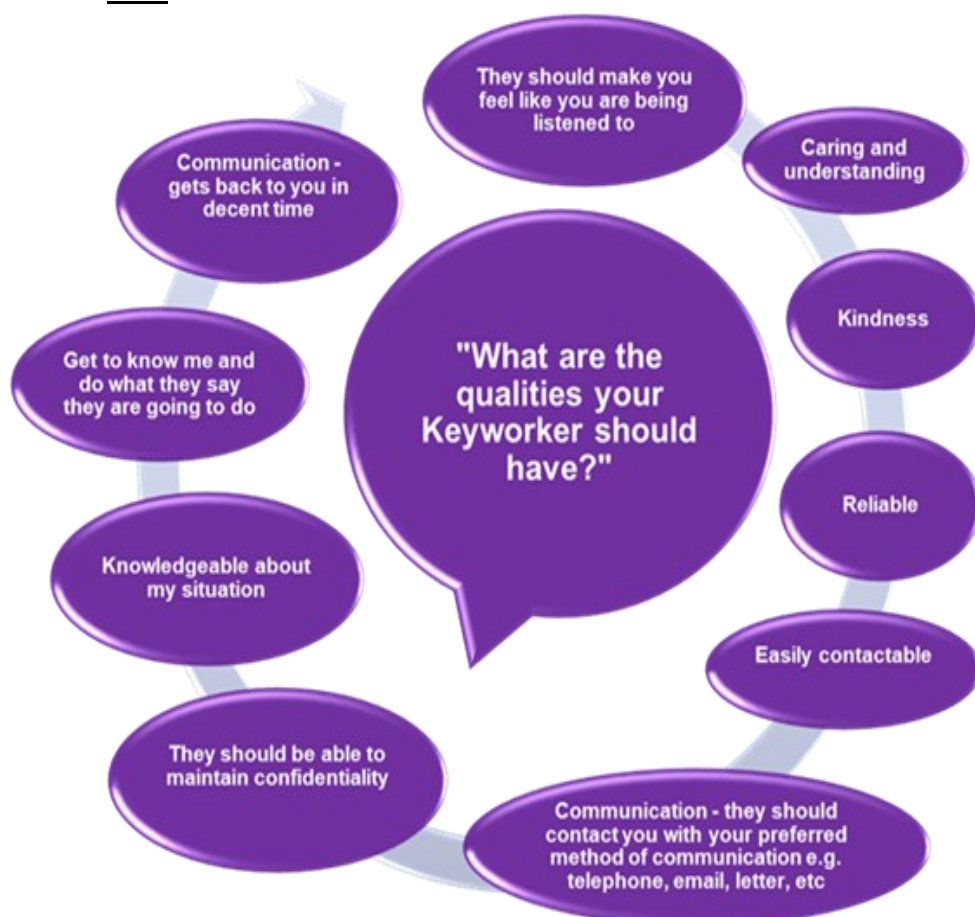 They should make you
feel like you are being
listened to
Caring and
understanding
Kindness
Reliable
Easily contactable
Communication - they should
contact you with your preferred
method of communication e.g.
telephone, email, letter, etc
They should be able to
maintain confidentiality
Knowledgeable about
my situation
Get to know me and
do what they say
they are going to do
Communication -
gets back to you in
decent time
"What are the
qualities your
Keyworker should
have?"